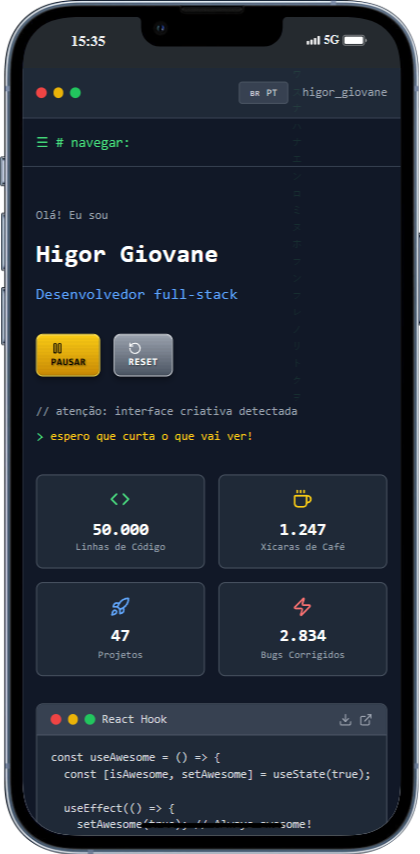 15:35
5G
BR PT
higor_giovane
# navegar:
Olá! Eu sou
Higor Giovane
Desenvolvedor full-stack
PAUSAR
RESET
// atenção: interface criativa detectada
> espero que curta o que vai ver!
50.000
Linhas de Código
1.247
Xícaras de Café
47
Projetos
2.834
Bugs Corrigidos
React Hook
const useAwesome = () => {
const [isAwesome, setAwesome] = useState(true);
useEffect(() => {
setAwesome(true); // Always awesome!